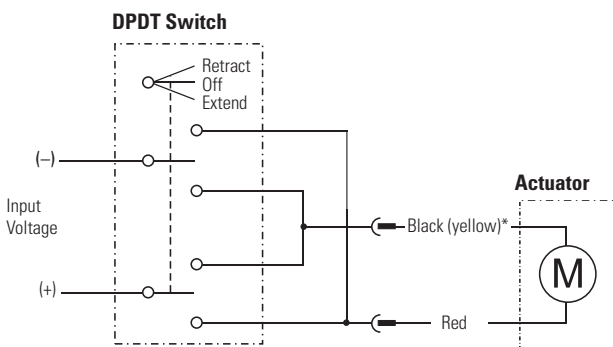 DPDT Switch
Retract
Off
Extend
(–)
Input
Voltage
(+)
Black (yellow)*
Red
Actuator
M